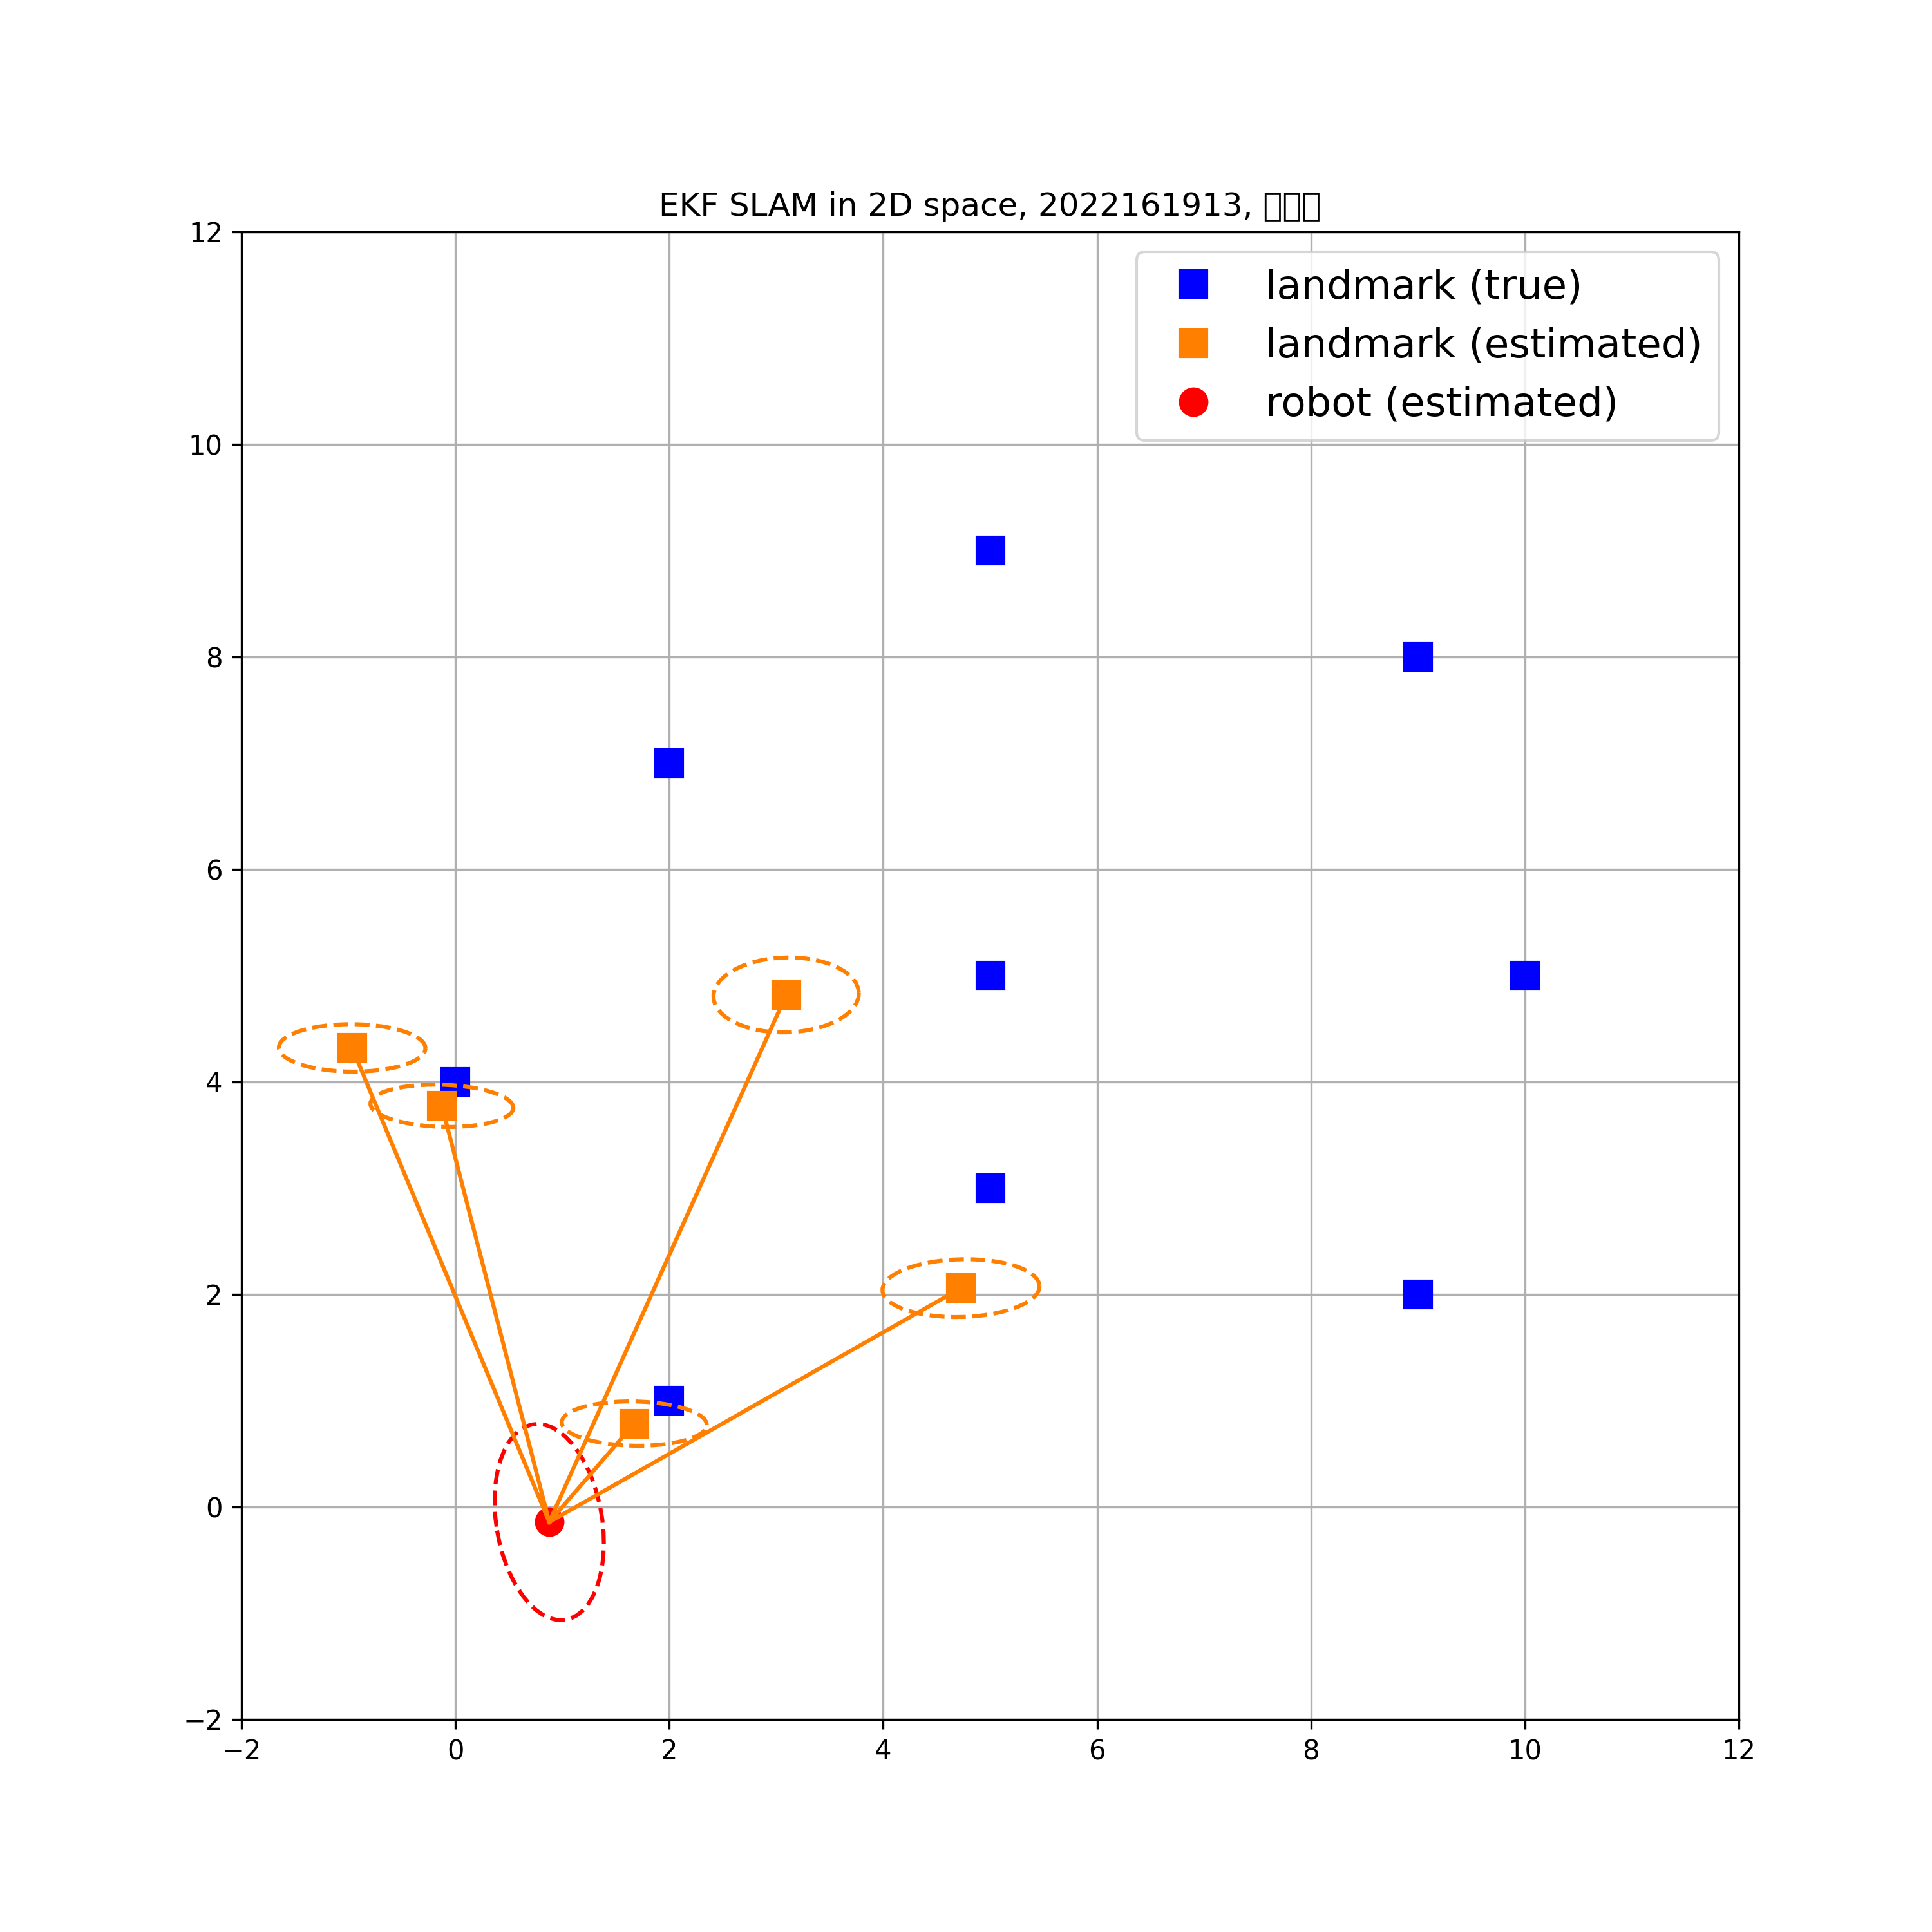 EKF SLAM in 2D space, 2022161913,
landmark (true)
landmark (estimated)
robot (estimated)
12
10
8
6
4
2
0
−2
−2 0 2 4 6 8 10 12